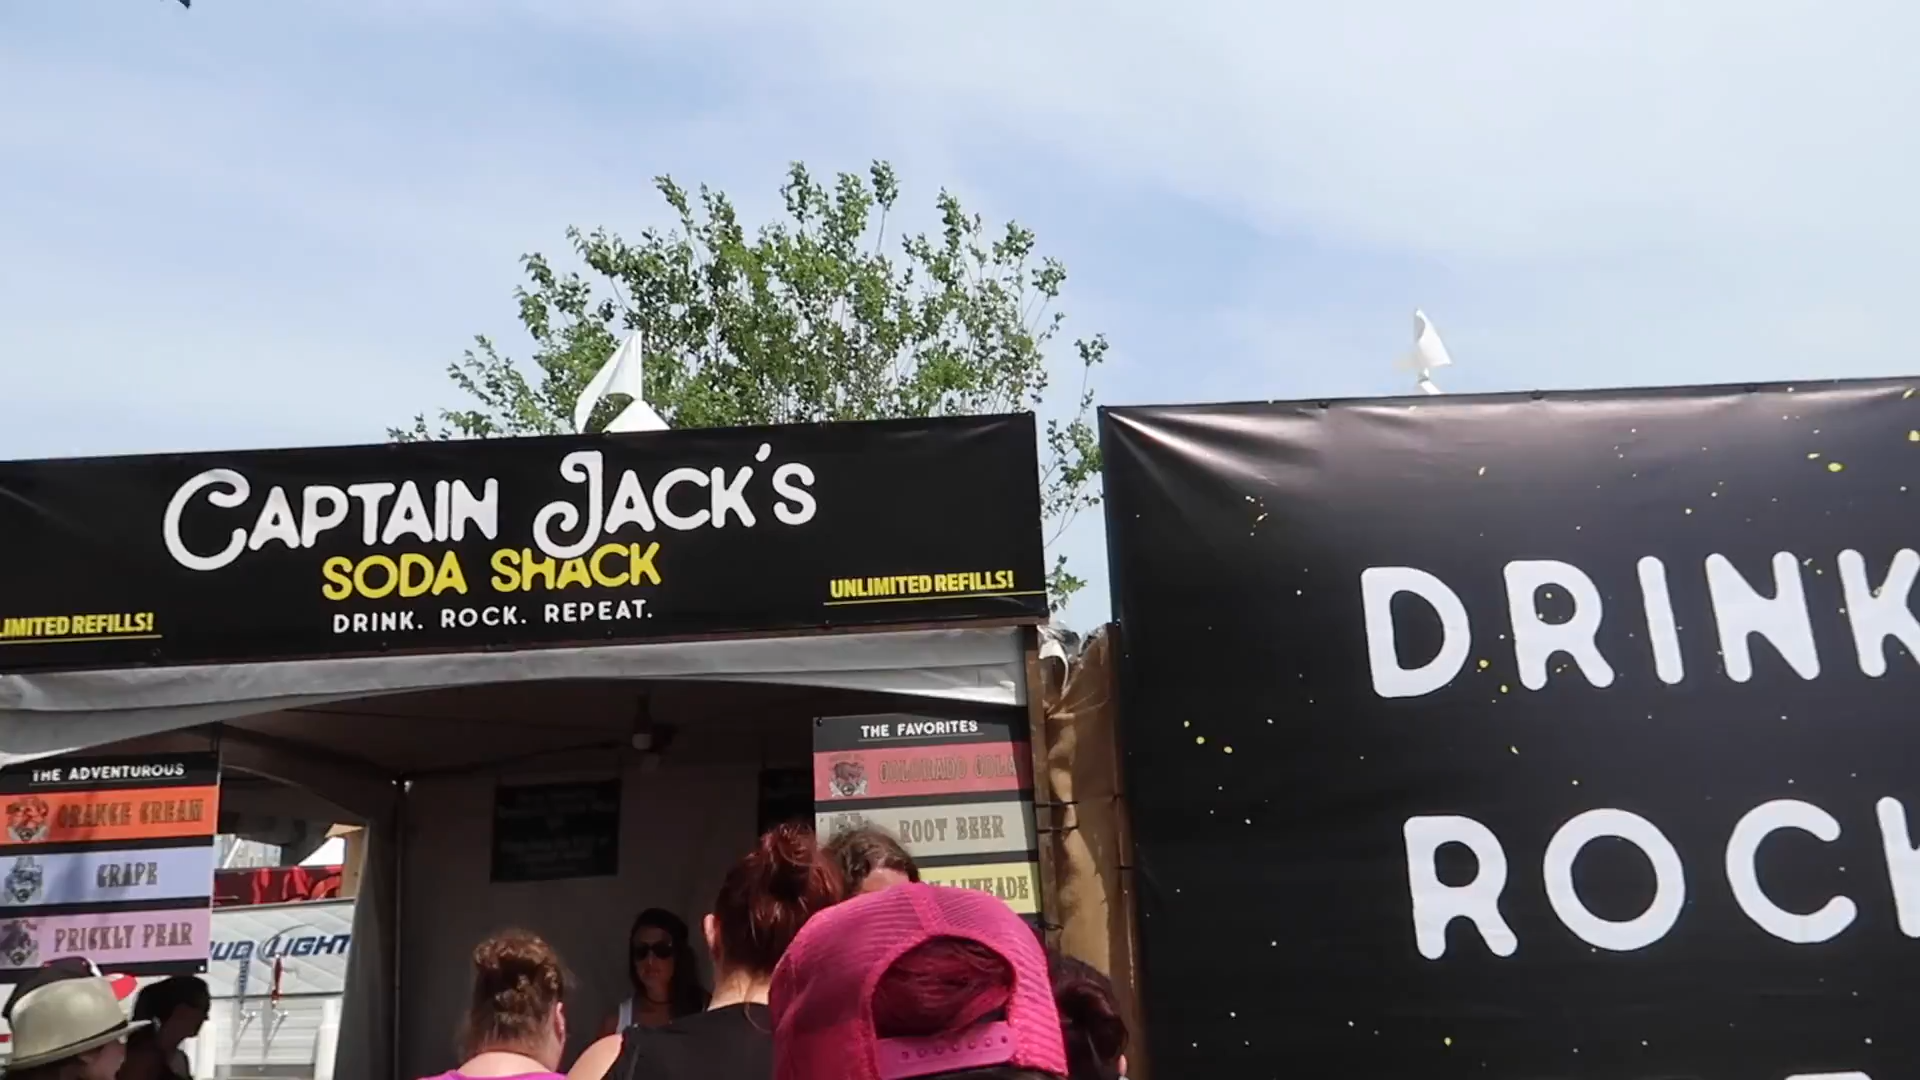 CAPTAIN JACK'S
SODA SHACK
DRINK. ROCK. REPEAT.
LIMITED REFILLS!
UNLIMITED REFILLS!
DRINK
ROC
THE FAVORITES
COLORADO COLA
ROOT BEER
LIMEADE
THE ADVENTUROUS
ORANGE CREAM
GRAPE
PRICKLY PEAR
BUD LIGHT